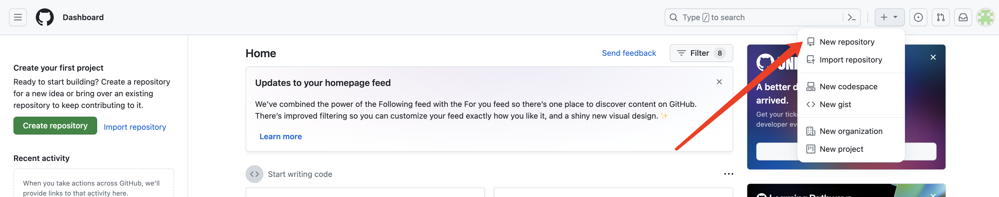 Dashboard
Type / to search
Create your first project
Ready to start building? Create a repository
for a new idea or bring over an existing
repository to keep contributing to it.
Create repository
Import repository
Recent activity
When you take actions across GitHub, we'll
provide links to that activity here.
Home
Send feedback
Filter 8
Updates to your homepage feed
We've combined the power of the Following feed with the For you feed so there's one place to discover content on GitHub.
There's improved filtering so you can customize your feed exactly how you like it, and a shiny new visual design. ✨
Learn more
Start writing code
New repository
Import repository
New codespace
New gist
New organization
New project
A better
arrived.
Get your
developer
Learning Pathways